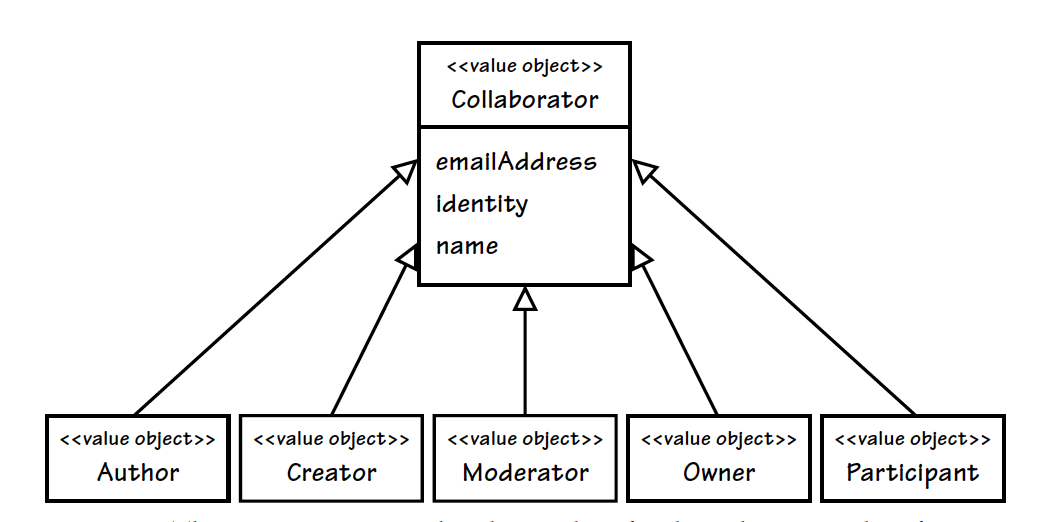 <<value object>>
Collaborator
emailAddress
identity
name
<<value object>>
Author
<<value object>>
Creator
<<value object>>
Moderator
<<value object>>
Owner
<<value object>>
Participant